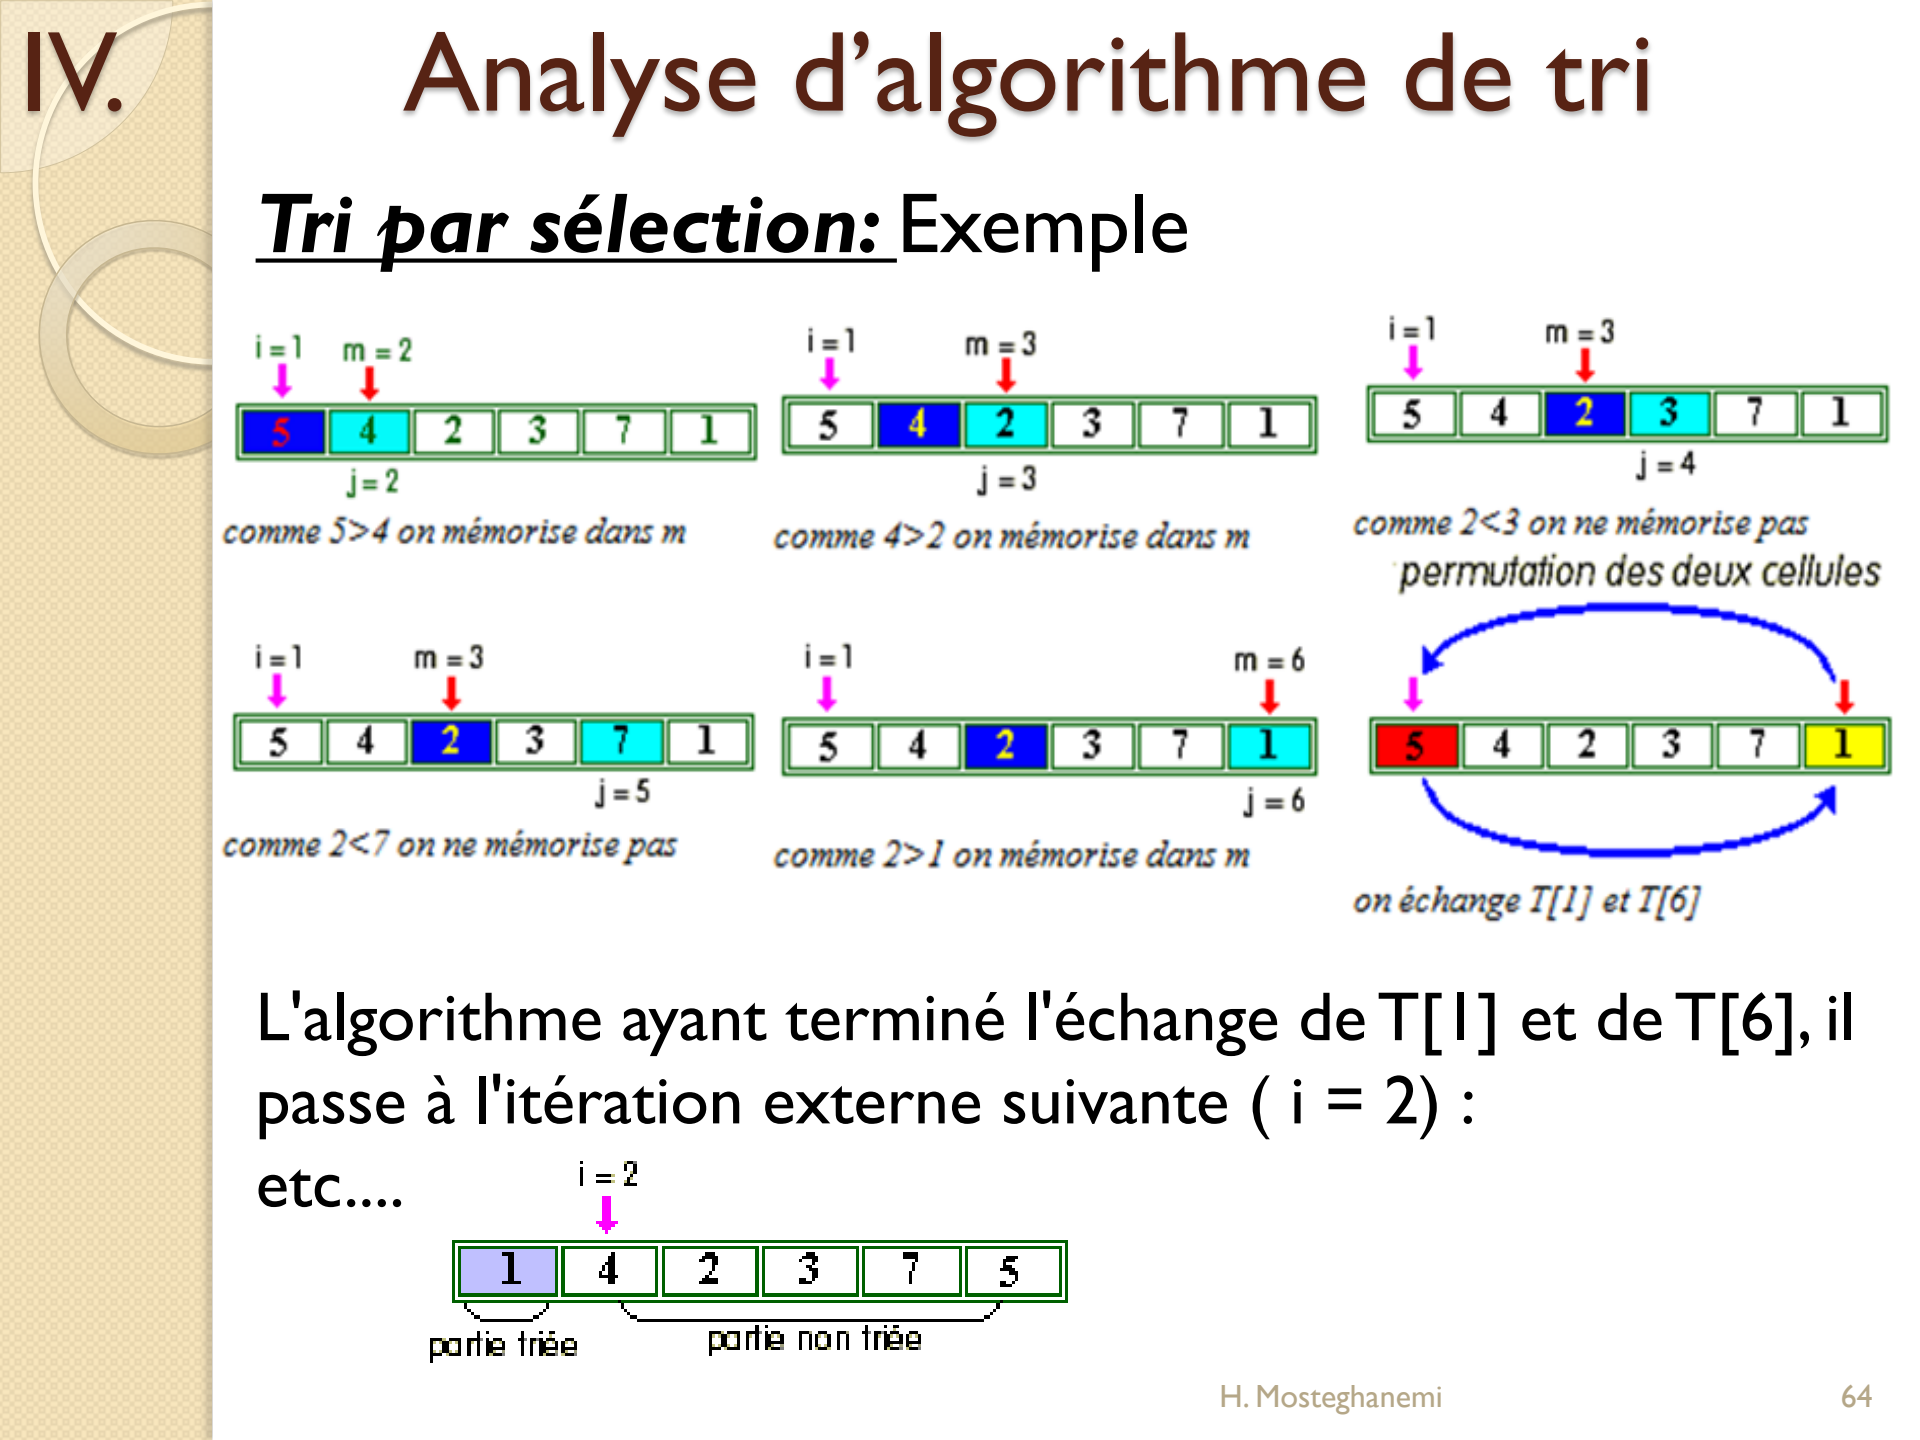 IV. Analyse d’algorithme de tri
Tri par sélection: Exemple
i = 1 m = 2
5 4 2 3 7 1
j = 2
comme 5>4 on mémorise dans m
i = 1 m = 3
5 4 2 3 7 1
j = 3
comme 4>2 on mémorise dans m
i = 1 m = 3
5 4 2 3 7 1
j = 4
comme 2<3 on ne mémorise pas
i = 1 m = 3
5 4 2 3 7 1
j = 5
comme 2<7 on ne mémorise pas
i = 1 m = 6
5 4 2 3 7 1
j = 6
comme 2>1 on mémorise dans m
permutation des deux cellules
5 4 2 3 7 1
on échange T[1] et T[6]
L'algorithme ayant terminé l'échange de T[1] et de T[6], il
passe à l'itération externe suivante ( i = 2) :
etc....
i = 2
1 4 2 3 7 5
partie triée partie non triée
H. Mosteghanemi 64